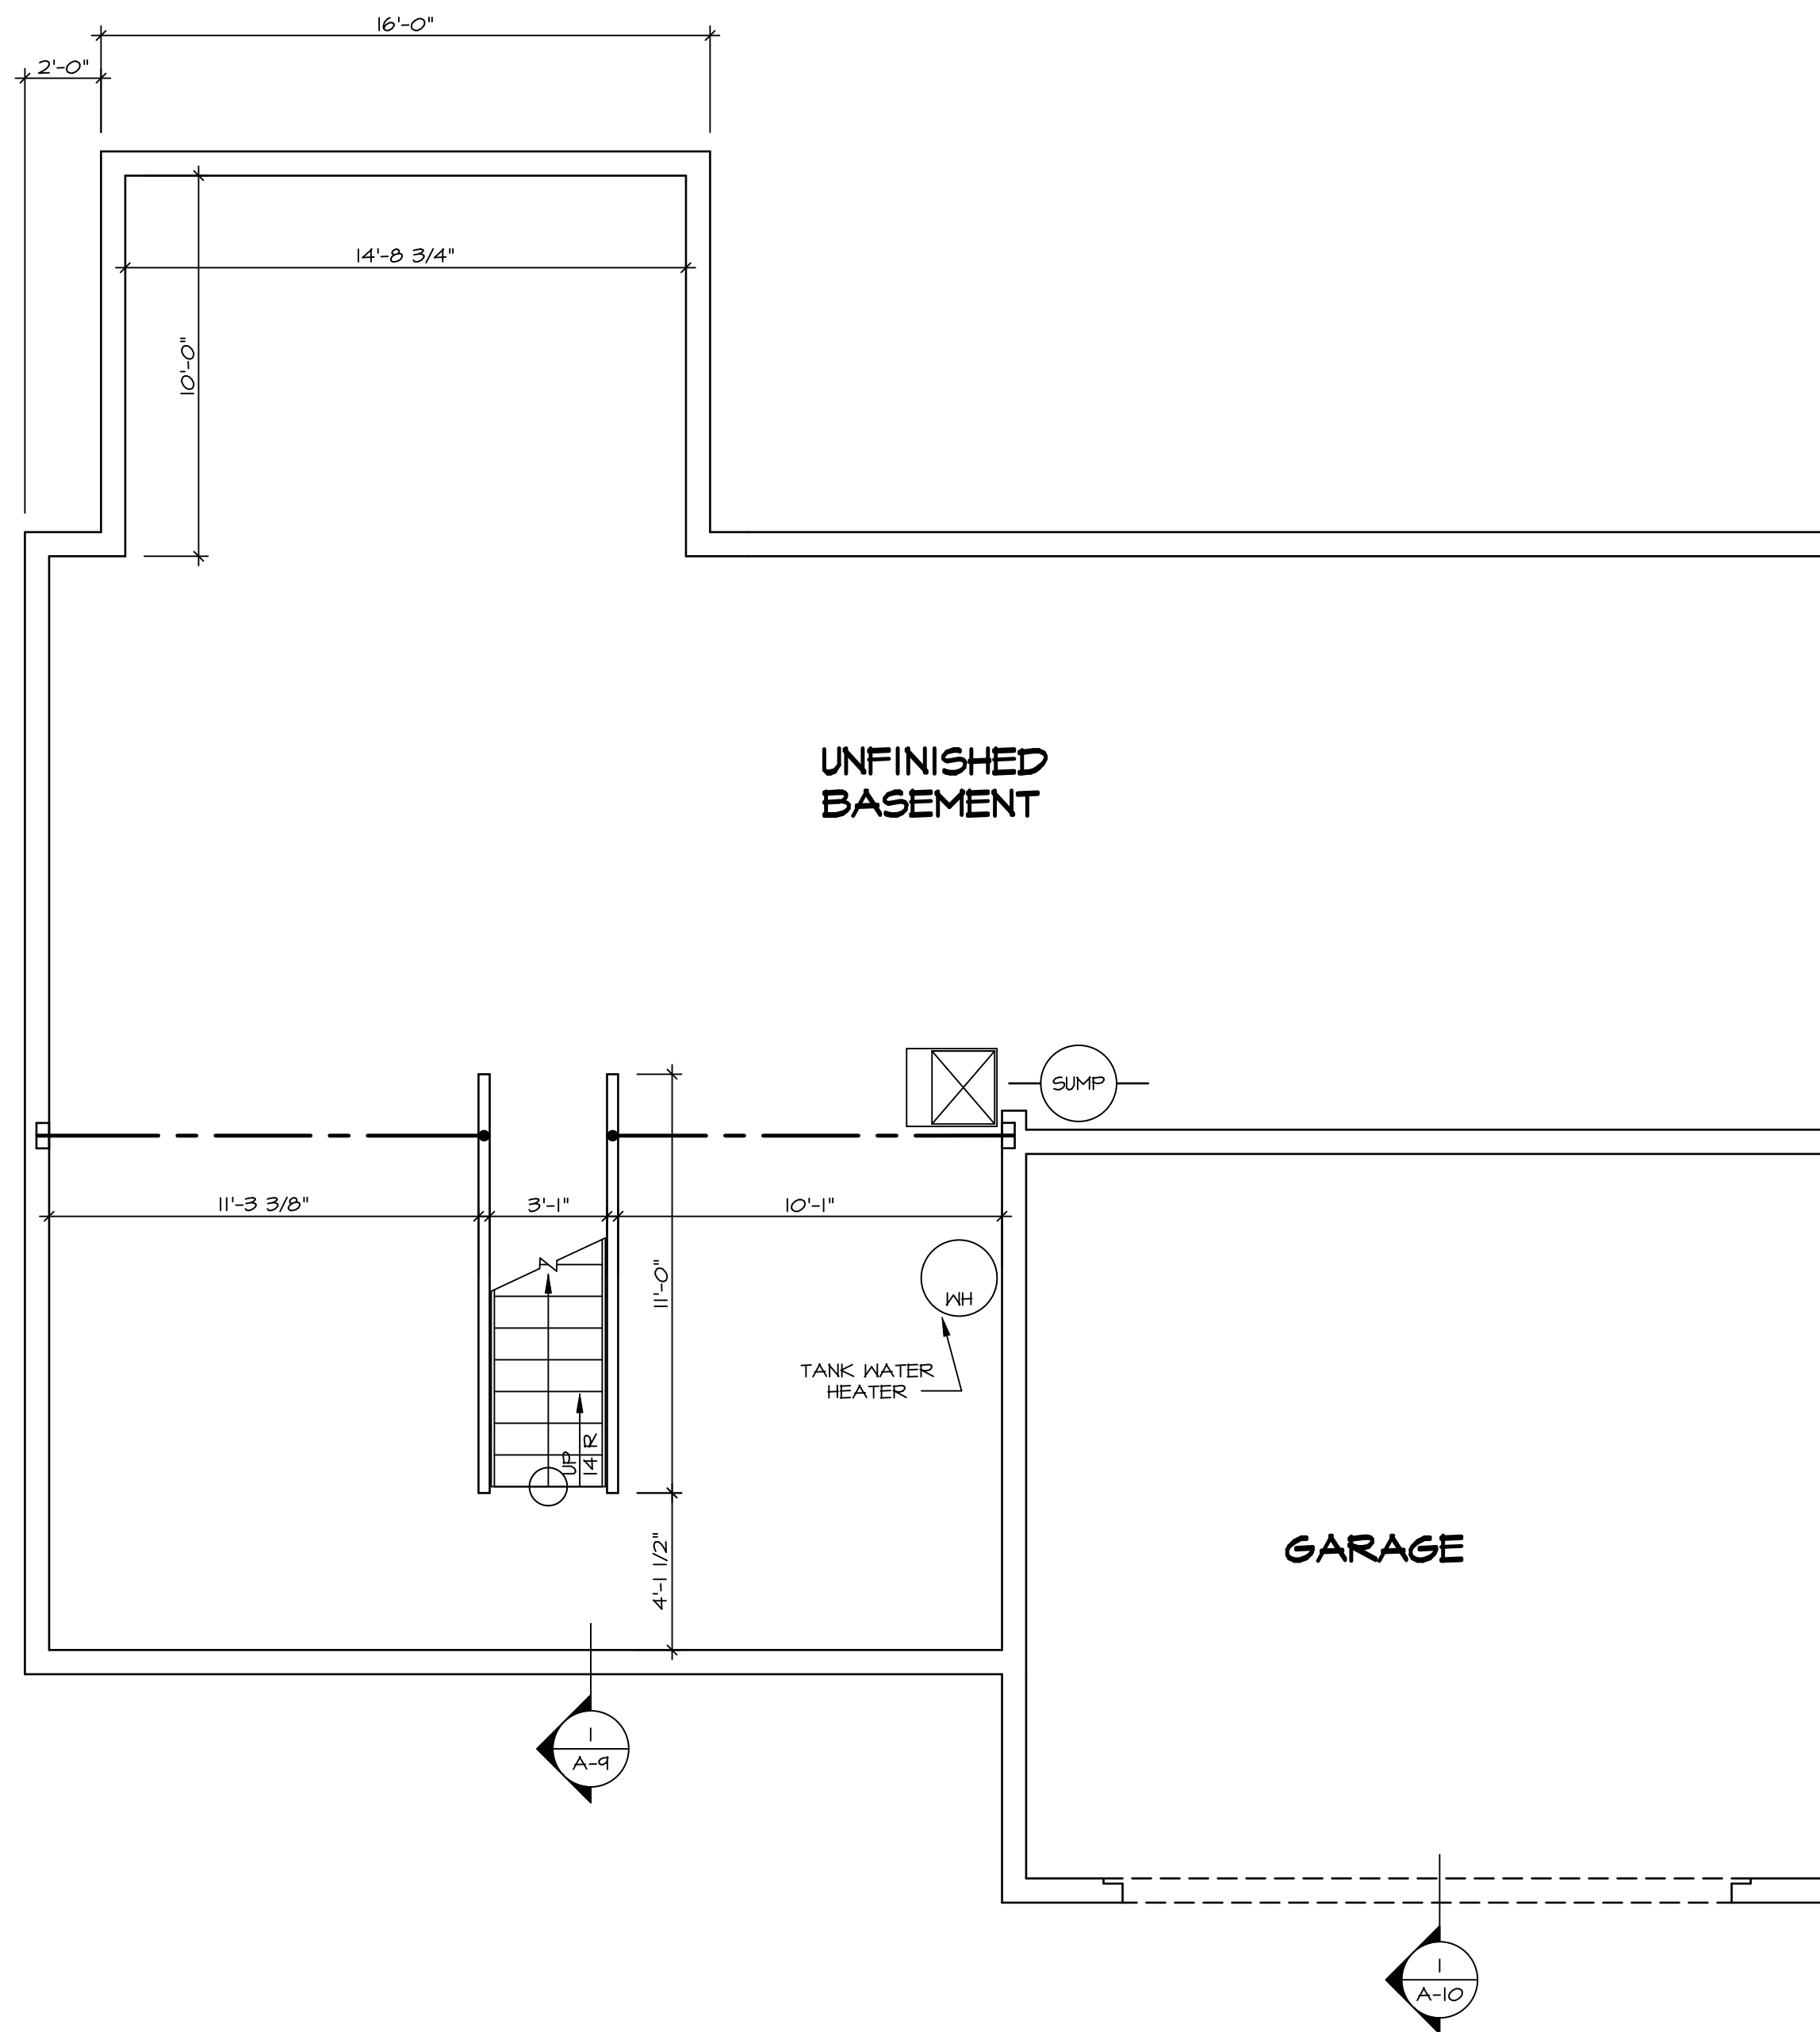 16'-0"
2'-0"
14'-8 3/4"
10'-0"
UNFINISHED
BASEMENT
SUMP
11'-3 3/8"
3'-1"
10'-1"
11'-0"
WH
TANK WATER
HEATER
UP
14 R
4'-1 1/2"
GARAGE
1
A-9
1
A-10